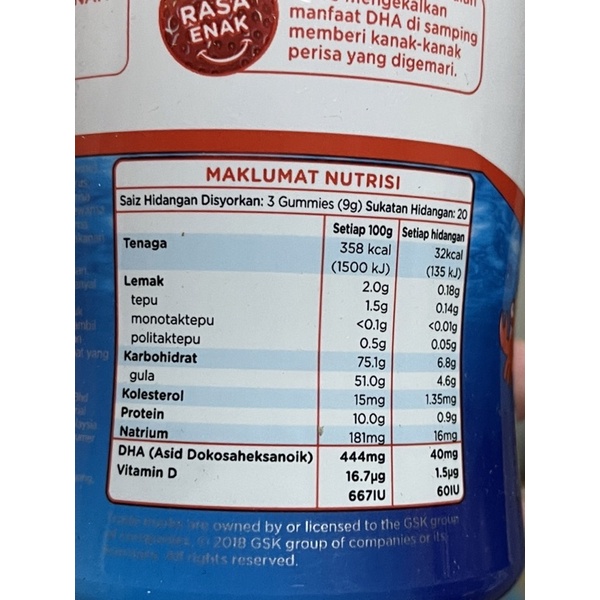 RASA
ENAK
mengekalkan
manfaat DHA di samping
memberi kanak-kanak
perisa yang digemari.
MAKLUMAT NUTRISI
Saiz Hidangan Disyorkan: 3 Gummies (9g) Sukatan Hidangan: 20
Setiap 100g Setiap hidangan
Tenaga 358 kcal 32kcal
(1500 kJ) (135 kJ)
Lemak 2.0g 0.18g
tepu 1.5g 0.14g
monotaktepu <0.1g <0.01g
politaktepu 0.5g 0.05g
Karbohidrat 75.1g 6.8g
gula 51.0g 4.6g
Kolesterol 15mg 1.35mg
Protein 10.0g 0.9g
Natrium 181mg 16mg
DHA (Asid Dokosaheksanoik) 444mg 40mg
Vitamin D 16.7µg 1.5µg
667IU 60IU
are owned by or licensed to the GSK group
© 2018 GSK group of companies or its
All rights reserved.